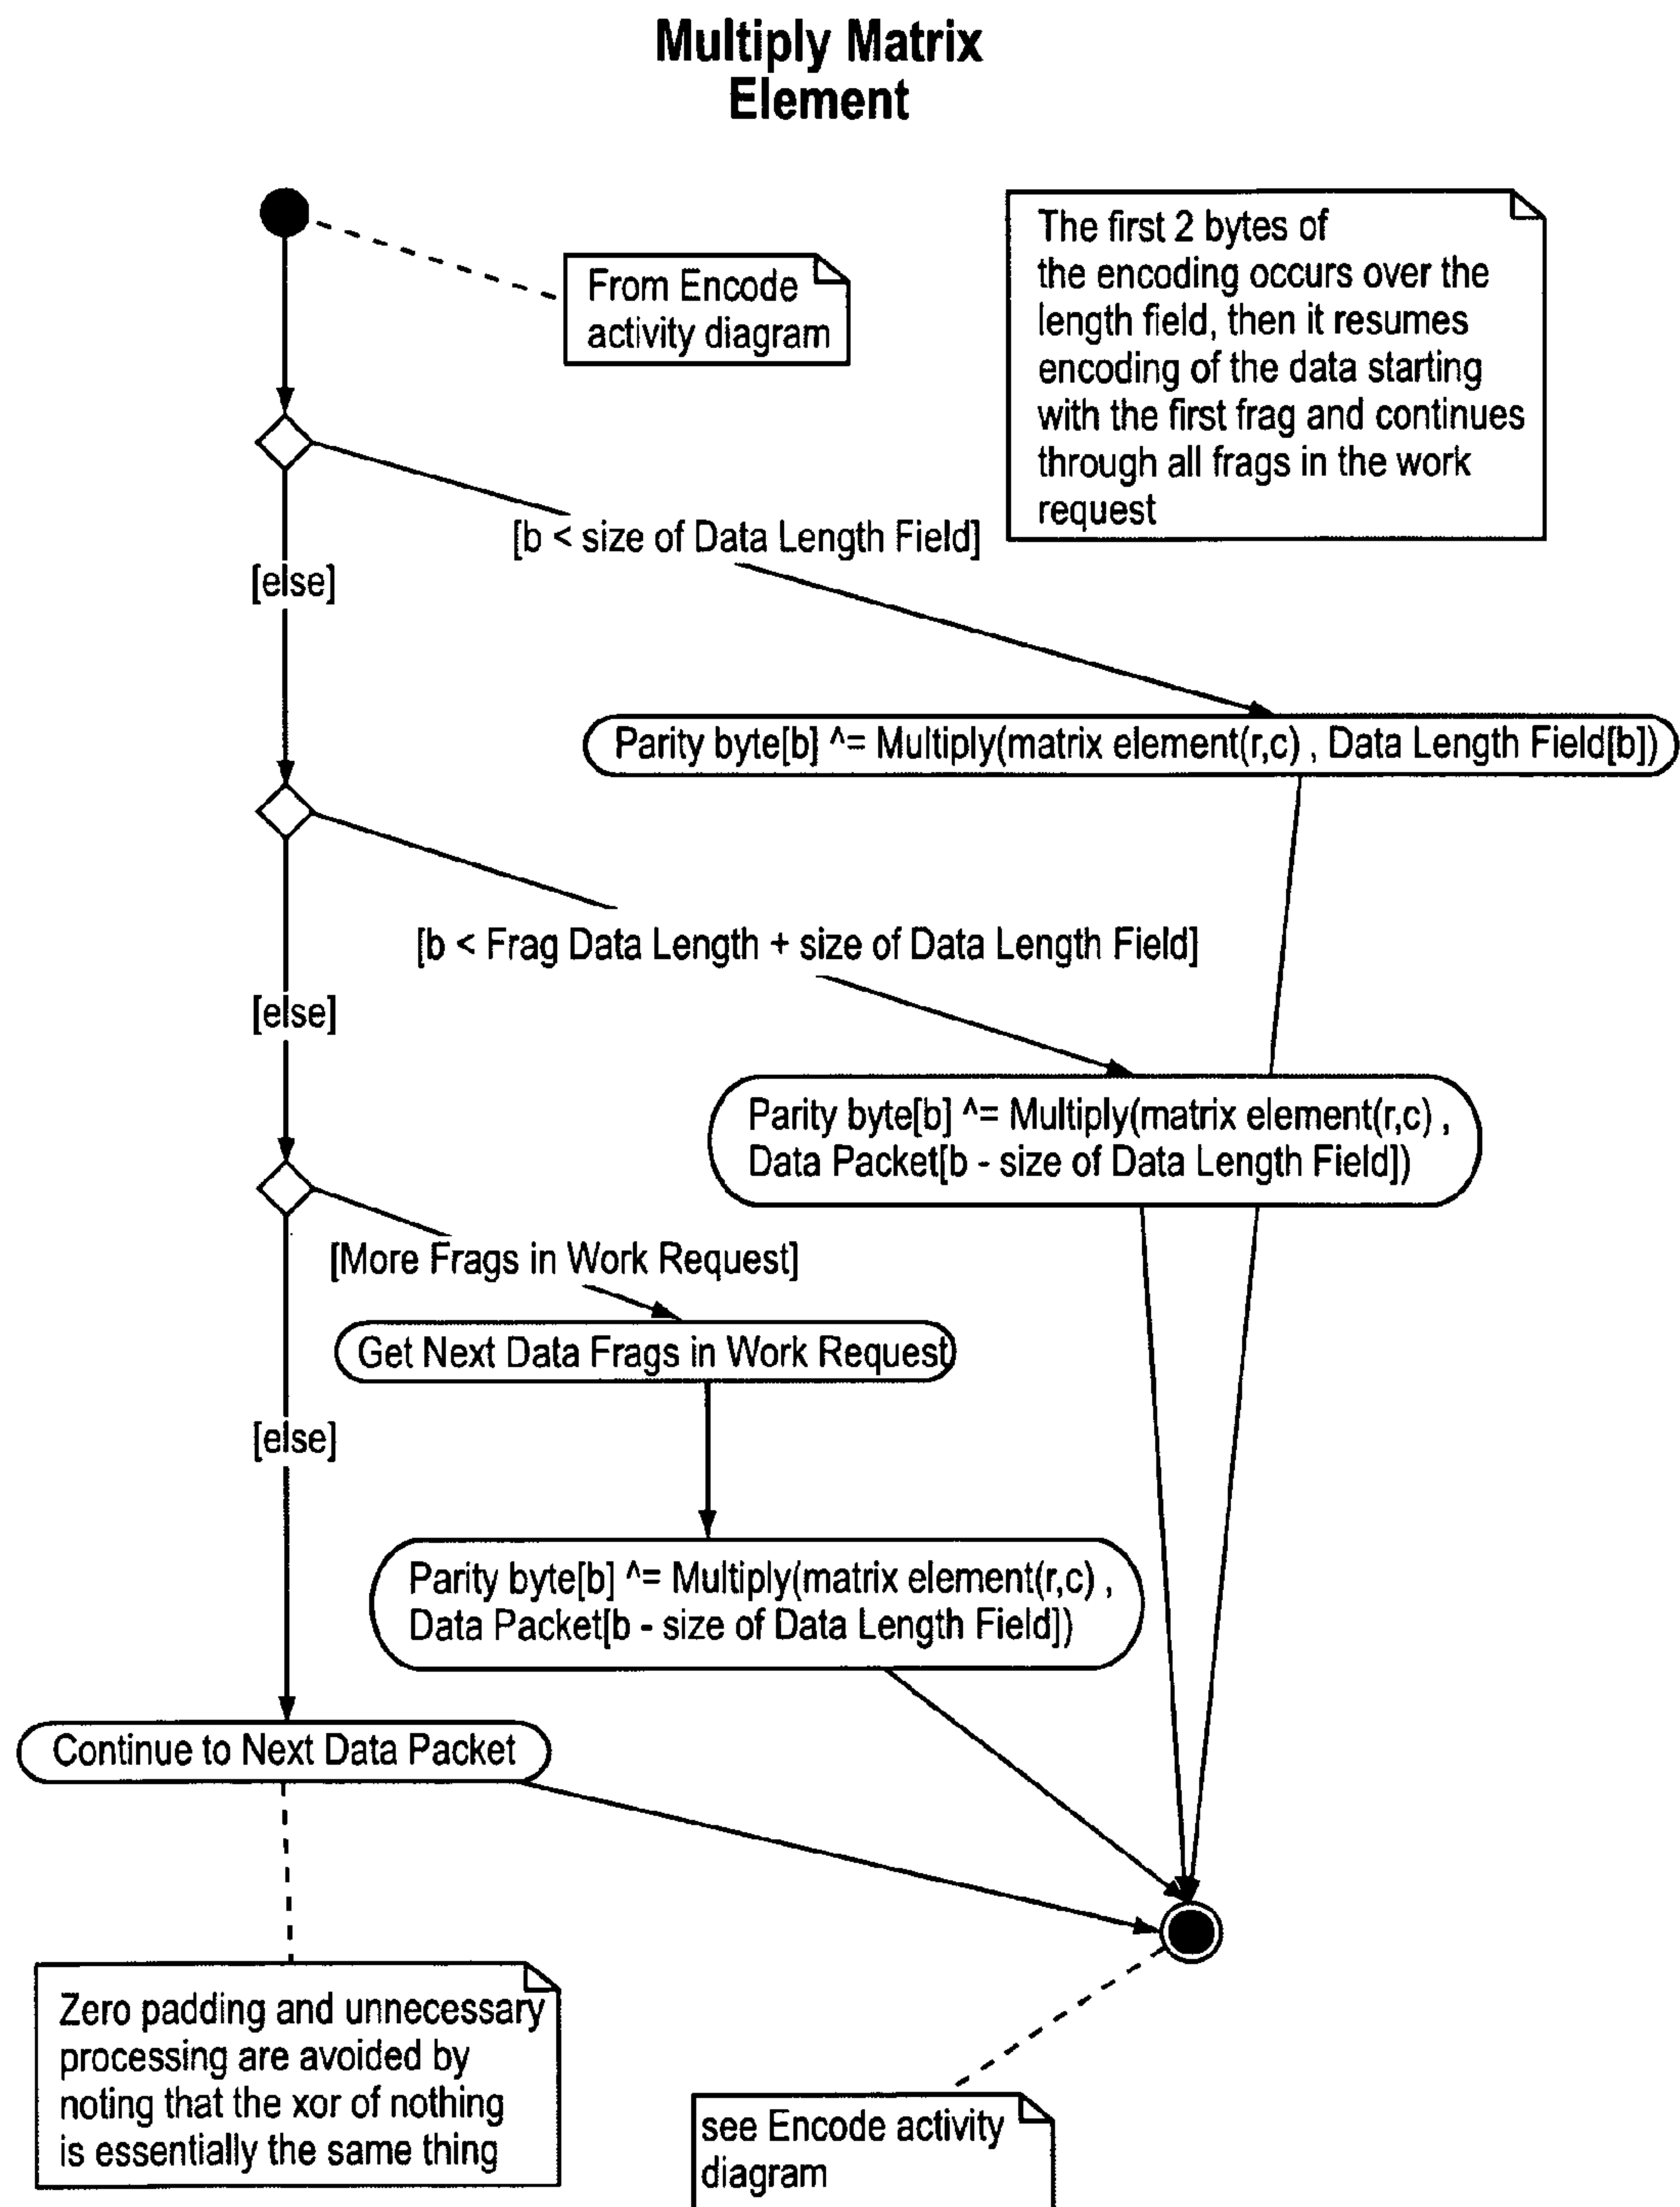 Multiply Matrix
Element
From Encode
activity diagram
The first 2 bytes of
the encoding occurs over the
length field, then it resumes
encoding of the data starting
with the first frag and continues
through all frags in the work
request
[b < size of Data Length Field]
[else]
Parity byte[b] ^= Multiply(matrix element(r,c) , Data Length Field[b])
[b < Frag Data Length + size of Data Length Field]
[else]
Parity byte[b] ^= Multiply(matrix element(r,c) ,
Data Packet[b - size of Data Length Field])
[More Frags in Work Request]
Get Next Data Frags in Work Request
[else]
Parity byte[b] ^= Multiply(matrix element(r,c) ,
Data Packet[b - size of Data Length Field])
Continue to Next Data Packet
Zero padding and unnecessary
processing are avoided by
noting that the xor of nothing
is essentially the same thing
see Encode activity
diagram